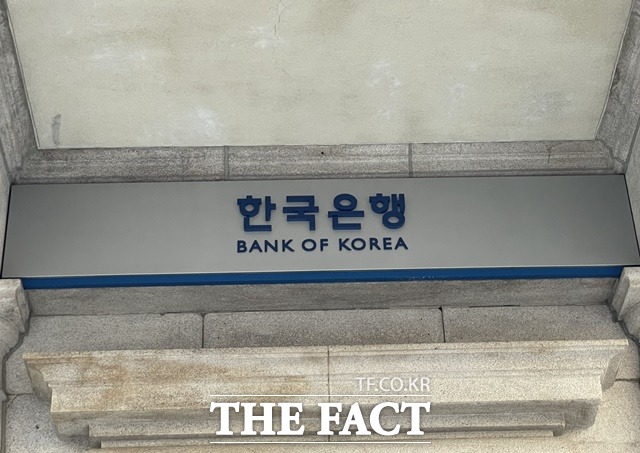 한국은행
BANK OF KOREA
TF.CO.KR
THE FACT